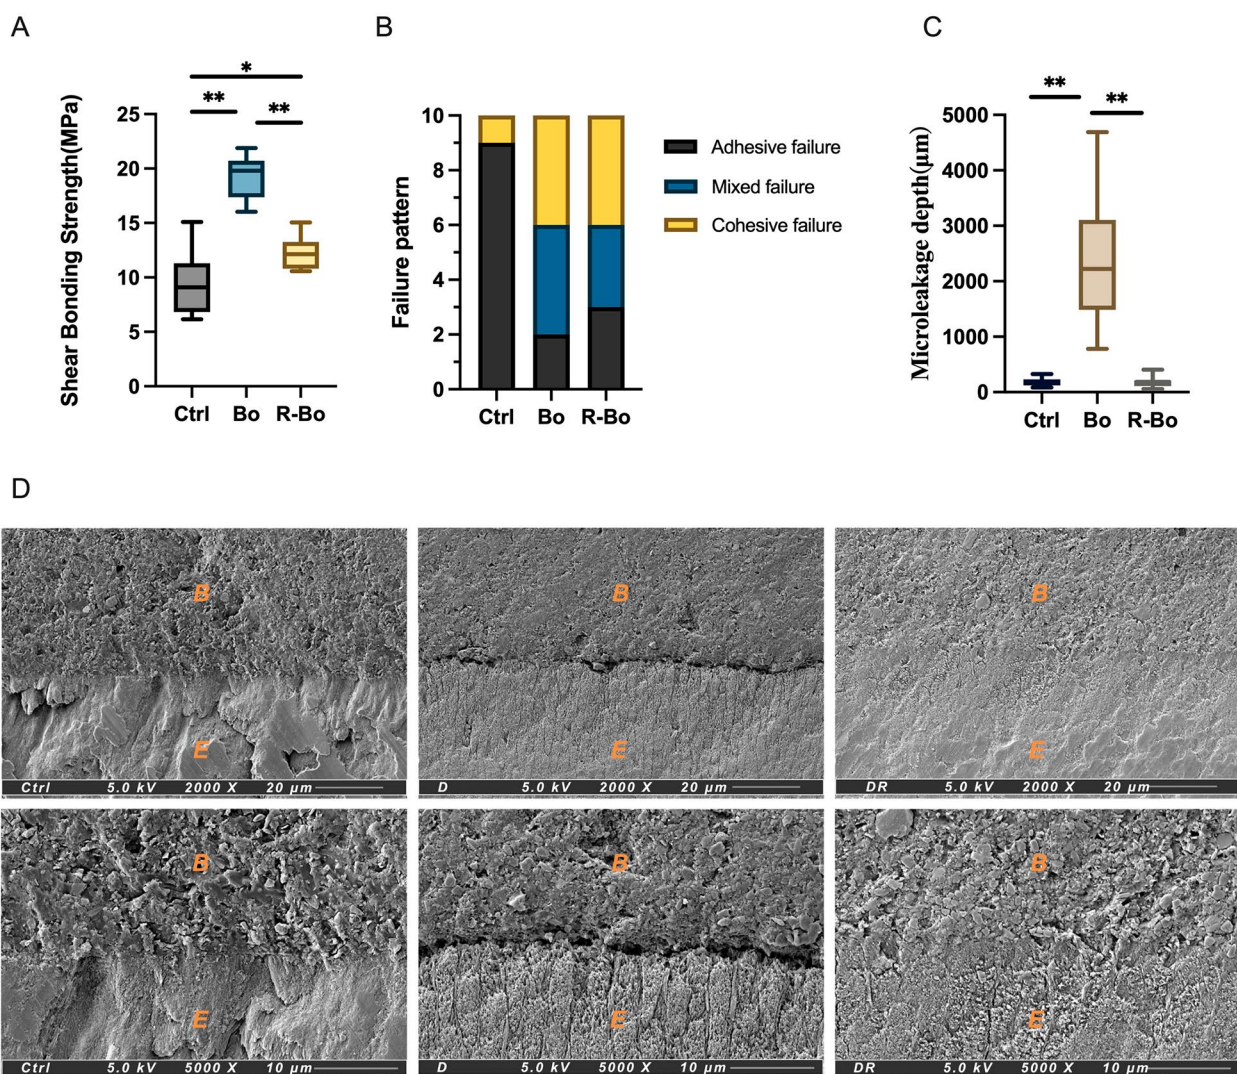 A
B
C
Shear Bonding Strength(MPa)
25
20
15
10
5
0
*
**
**
Ctrl Bo R-Bo
Failure pattern
10
8
6
4
2
0
Ctrl Bo R-Bo
Adhesive failure
Mixed failure
Cohesive failure
Microleakage depth(μm)
5000
4000
3000
2000
1000
0
**
**
Ctrl Bo R-Bo
D
B
E
Ctrl 5.0 kV 2000 X 20 μm
B
E
D 5.0 kV 2000 X 20 μm
B
E
DR 5.0 kV 2000 X 20 μm
B
E
Ctrl 5.0 kV 5000 X 10 μm
B
E
D 5.0 kV 5000 X 10 μm
B
E
DR 5.0 kV 5000 X 10 μm